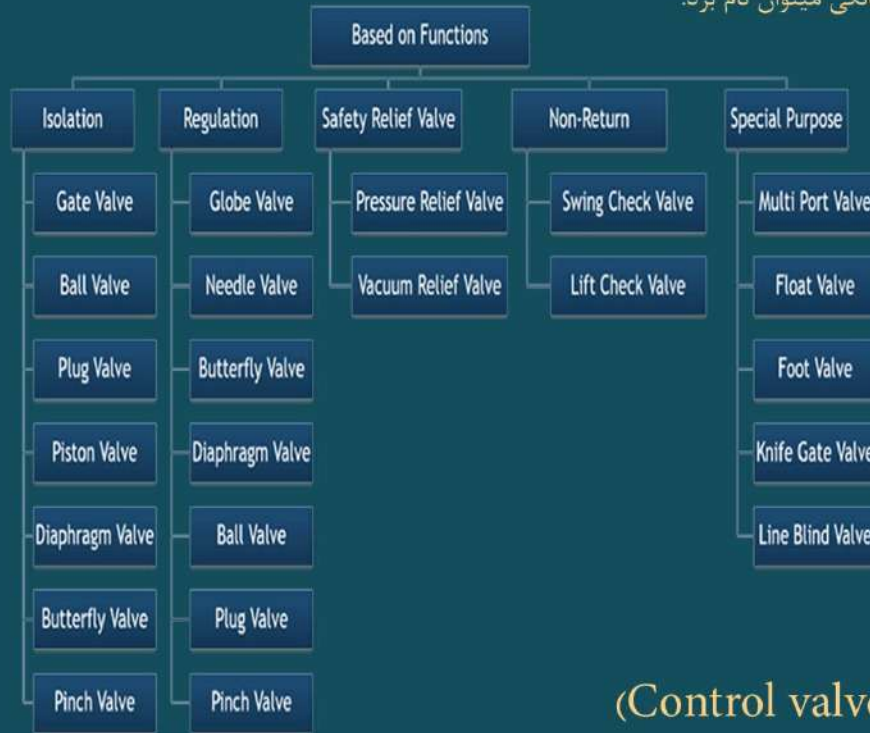 میتوان نام برد.
Based on Functions
Isolation
Regulation
Safety Relief Valve
Non-Return
Special Purpose
Gate Valve
Globe Valve
Pressure Relief Valve
Swing Check Valve
Multi Port Valve
Ball Valve
Needle Valve
Vacuum Relief Valve
Lift Check Valve
Float Valve
Plug Valve
Butterfly Valve
Foot Valve
Piston Valve
Diaphragm Valve
Knife Gate Valve
Diaphragm Valve
Ball Valve
Line Blind Valve
Butterfly Valve
Plug Valve
Pinch Valve
Pinch Valve
(Control valve